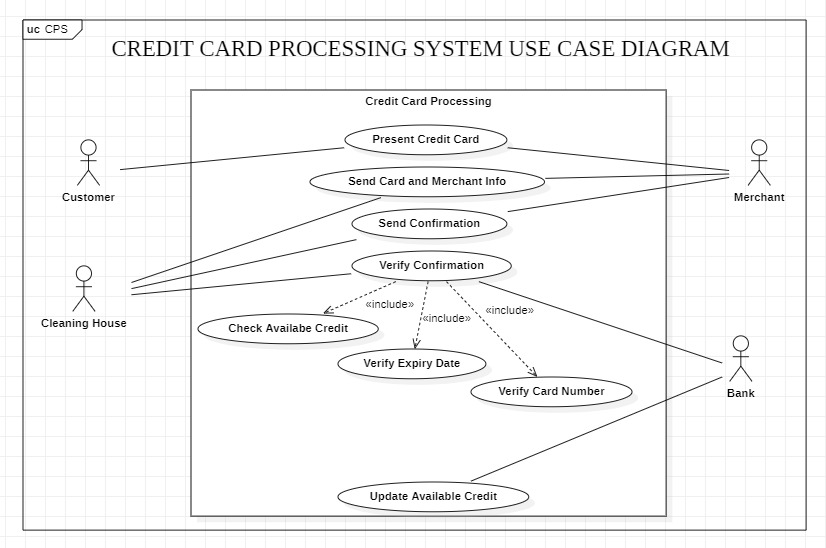 uc CPS
CREDIT CARD PROCESSING SYSTEM USE CASE DIAGRAM
Credit Card Processing
Present Credit Card
Send Card and Merchant Info
Customer
Merchant
Send Confirmation
Verify Confirmation
«include»
«include»
«include»
Cleaning House
Check Availabe Credit
Verify Expiry Date
Verify Card Number
Bank
Update Available Credit